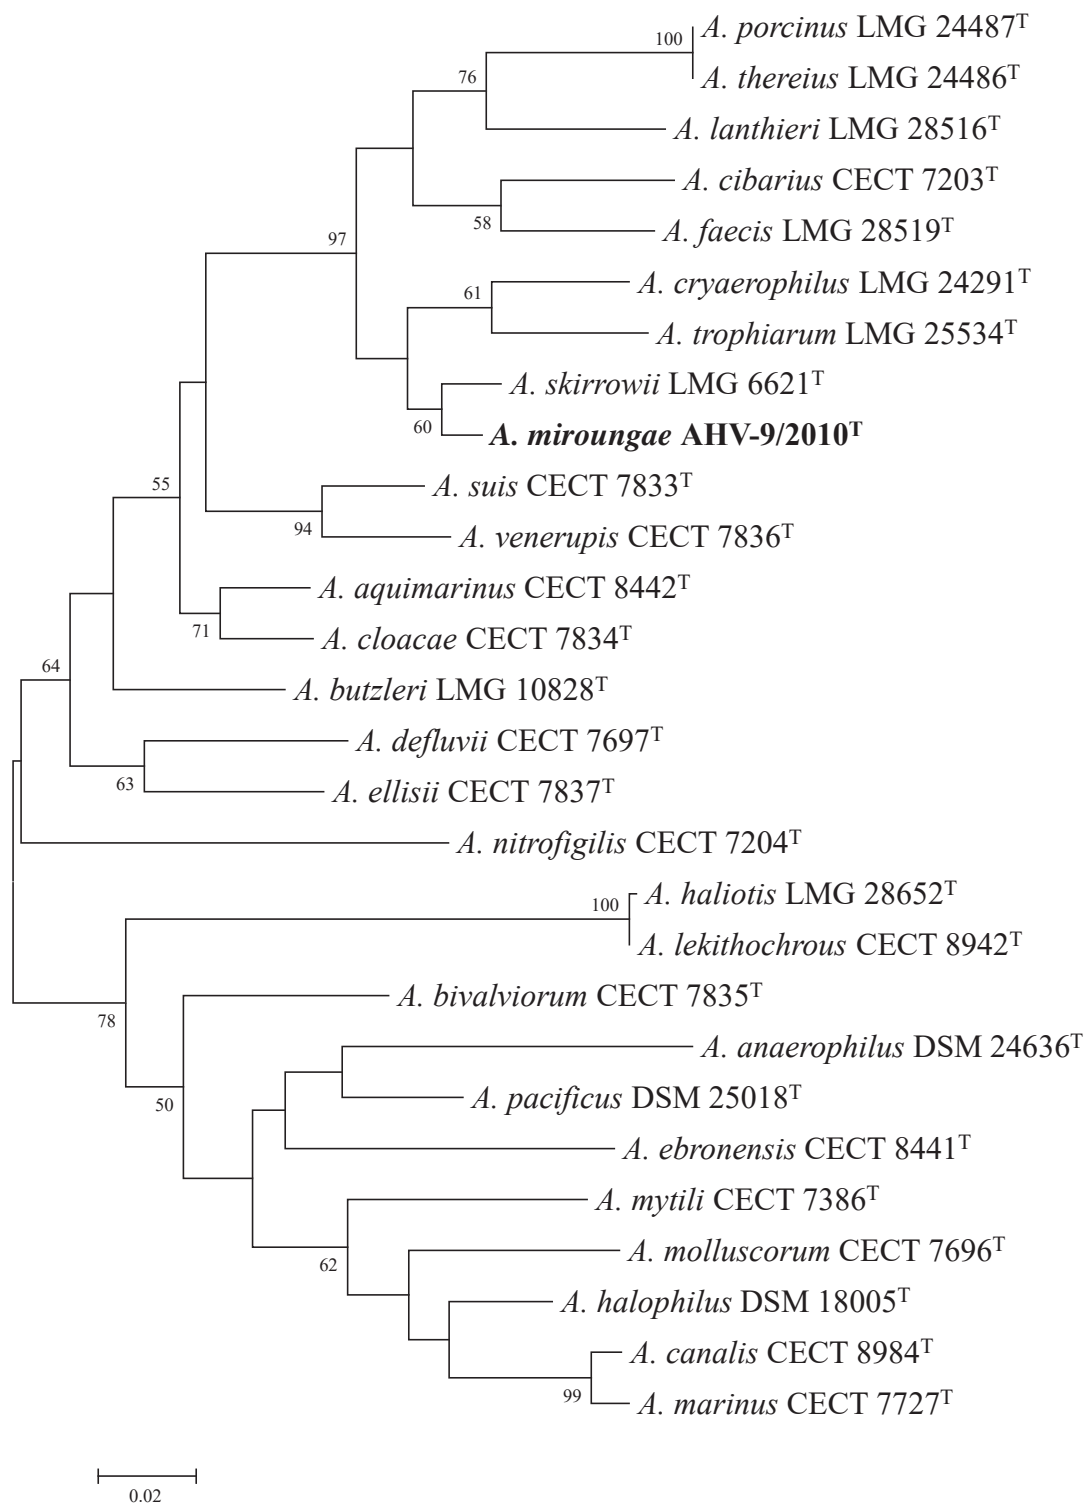 A. porcinus LMG 24487T
100
A. thereius LMG 24486T
76
A. lanthieri LMG 28516T
A. cibarius CECT 7203T
58
A. faecis LMG 28519T
97
A. cryaerophilus LMG 24291T
61
A. trophiarum LMG 25534T
A. skirrowii LMG 6621T
60
A. miroungae AHV-9/2010T
55
A. suis CECT 7833T
94
A. venerupis CECT 7836T
A. aquimarinus CECT 8442T
71
A. cloacae CECT 7834T
64
A. butzleri LMG 10828T
A. defluvii CECT 7697T
63
A. ellisii CECT 7837T
A. nitrofigilis CECT 7204T
A. haliotis LMG 28652T
100
A. lekithochrous CECT 8942T
78
A. bivalviorum CECT 7835T
50
A. anaerophilus DSM 24636T
A. pacificus DSM 25018T
A. ebronensis CECT 8441T
A. mytili CECT 7386T
62
A. molluscorum CECT 7696T
A. halophilus DSM 18005T
A. canalis CECT 8984T
99
A. marinus CECT 7727T
0.02